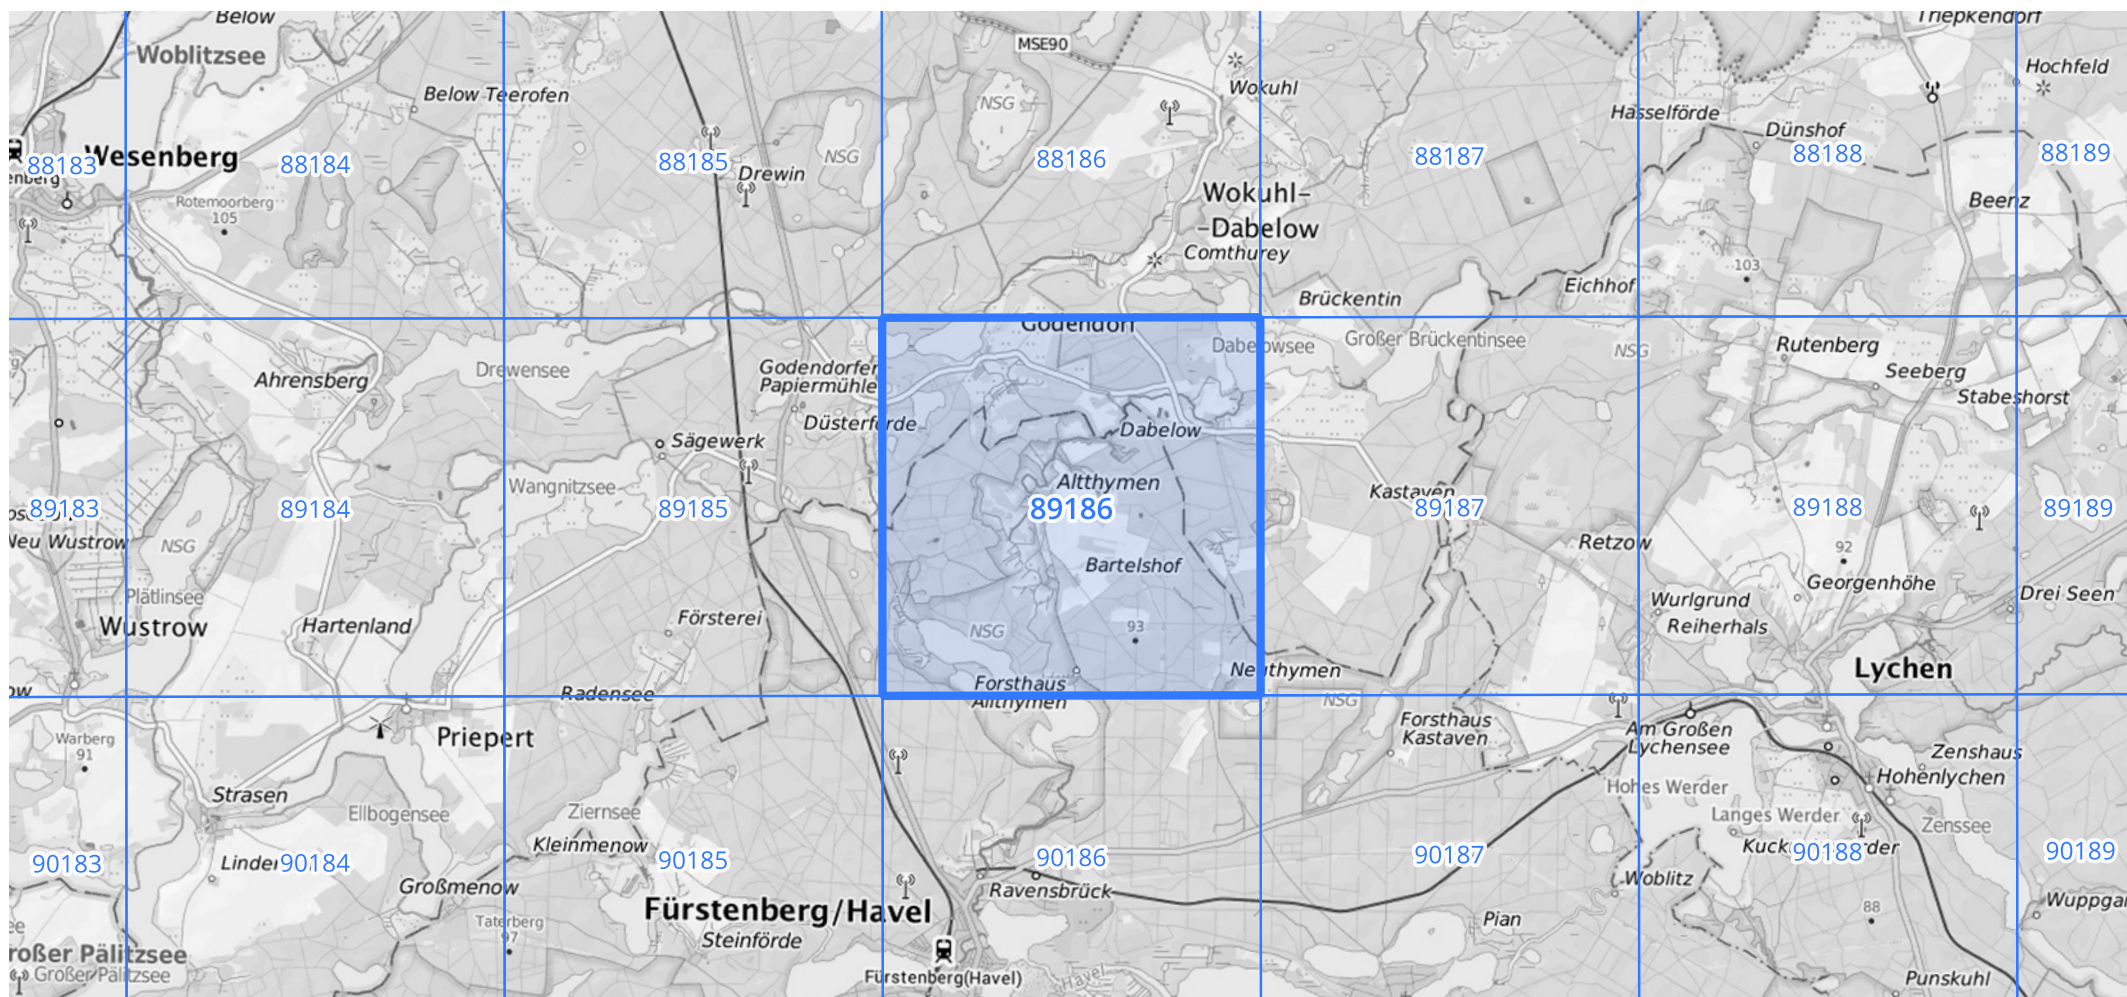 Below
Woblitzsee
Below Teerofen
Wesenberg
88183
enberg
88184
Rotemoorberg
105
88185
Drewin
NSG
MSE90
NSG
Wokuhl
88186
Wokuhl-
-Dabelow
Comthurey
88187
Brückentin
Eichhof
Triepkendorf
Hochfeld
Hasselförde
Dünshof
88188
88189
Beenz
103
Ahrensberg
Drewensee
Godendorfer
Papiermühle
Düsterförde
Sägewerk
Wangnitzsee
89183
89184
89185
Neu Wustrow
NSG
Plätlinsee
Wustrow
Hartenland
Försterei
Godendorf
Dabelowsee
Dabelow
Altthymen
89186
Bartelshof
NSG
93
Forsthaus
Altthymen
Neuthymen
Großer Brückentinsee
NSG
Kastaven
89187
Retzow
Rutenberg
Seeberg
Stabeshorst
89188
89189
92
Georgenhöhe
Drei Seen
Wurlgrund
Reiherhals
Lychen
ow
Warberg
91
Radensee
Priepert
Strasen
Ellbogensee
Ziernsee
Kleinmenow
90183
90184
90185
Großmenow
Taterberg
97
Fürstenberg/Havel
Steinförde
roßer Pälitzsee
Großer Pälitzsee
Fürstenberg(Havel)
Havel
90186
Ravensbrück
NSG
Forsthaus
Kastaven
90187
Pian
Am Großen
Lychensee
Hohes Werder
Langes Werder
Zenshaus
Hohenlychen
Zenssee
90188
90189
Woblitz
88
Wuppga
Punskuhl